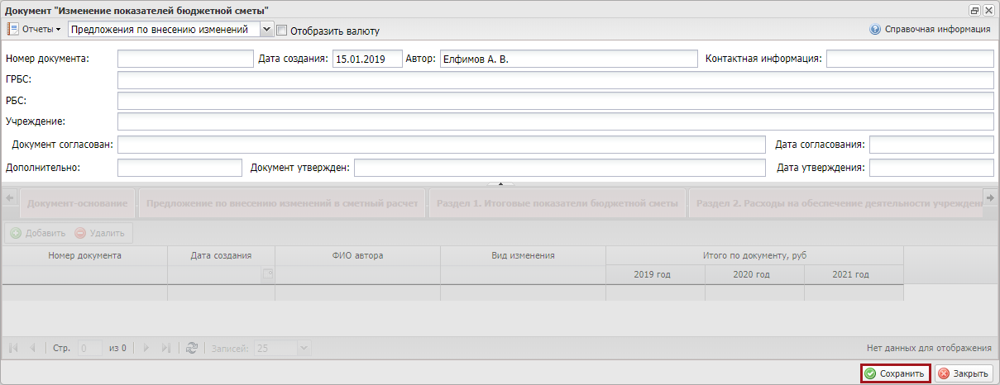 Документ "Изменение показателей бюджетной сметы"
Отчеты Предложения по внесению изменений Отобразить валюту Справочная информация
Номер документа: Дата создания: 15.01.2019 Автор: Елфимов А. В. Контактная информация:
ГРБС:
РБС:
Учреждение:
Документ согласован: Дата согласования:
Дополнительно: Документ утвержден: Дата утверждения:
Документ-основание Предложение по внесению изменений в сметный расчет Раздел 1. Итоговые показатели бюджетной сметы Раздел 2. Расходы на обеспечение деятельности учрежден
Добавить Удалить
Номер документа Дата создания ФИО автора Вид изменения Итого по документу, руб
2019 год 2020 год 2021 год
Стр. 0 из 0 Записей: 25 Нет данных для отображения
Сохранить Закрыть